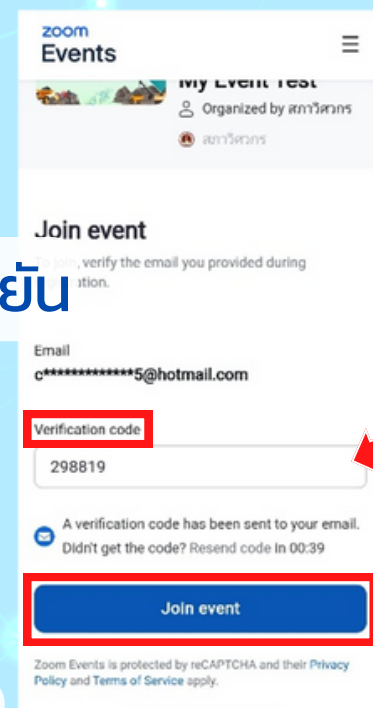 zoom
Events
My Event Test
Organized by สภาวิศวกร
สภาวิศวกร
Join event
, verify the email you provided during
ยัน
ation.
Email
c*************5@hotmail.com
Verification code
298819
A verification code has been sent to your email.
Didn't get the code? Resend code in 00:39
Join event
Zoom Events is protected by reCAPTCHA and their Privacy
Policy and Terms of Service apply.